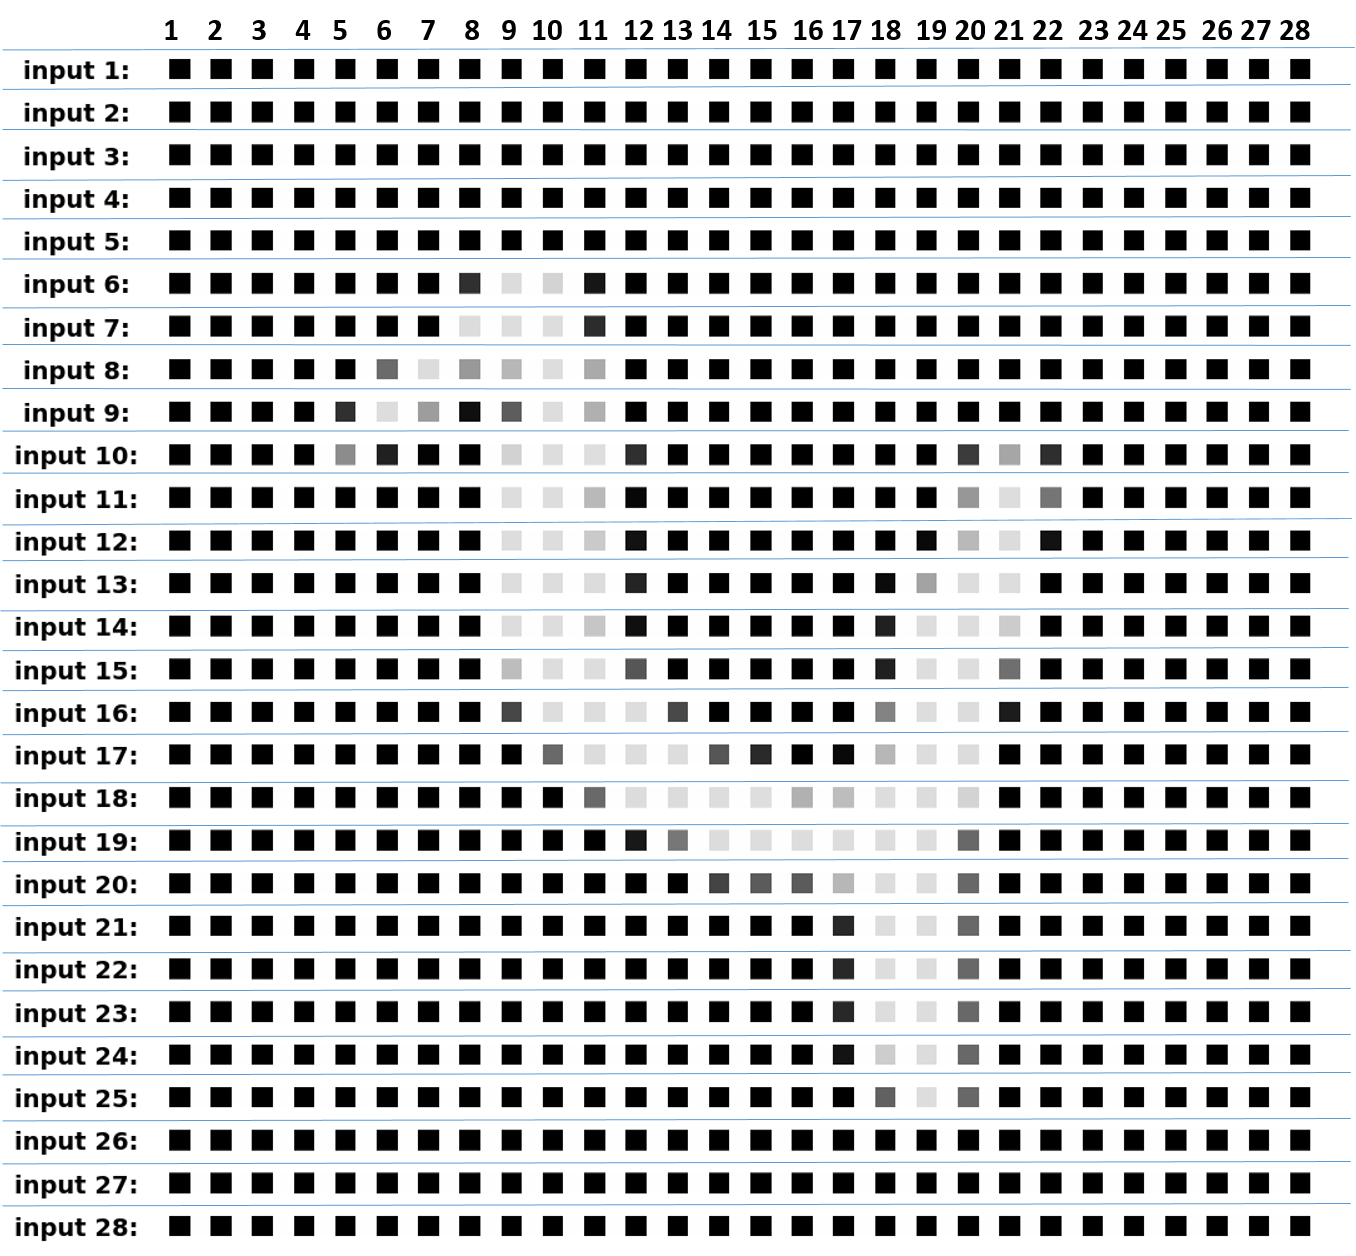 1 2 3 4 5 6 7 8 9 10 11 12 13 14 15 16 17 18 19 20 21 22 23 24 25 26 27 28
input 1:
input 2:
input 3:
input 4:
input 5:
input 6:
input 7:
input 8:
input 9:
input 10:
input 11:
input 12:
input 13:
input 14:
input 15:
input 16:
input 17:
input 18:
input 19:
input 20:
input 21:
input 22:
input 23:
input 24:
input 25:
input 26:
input 27:
input 28: